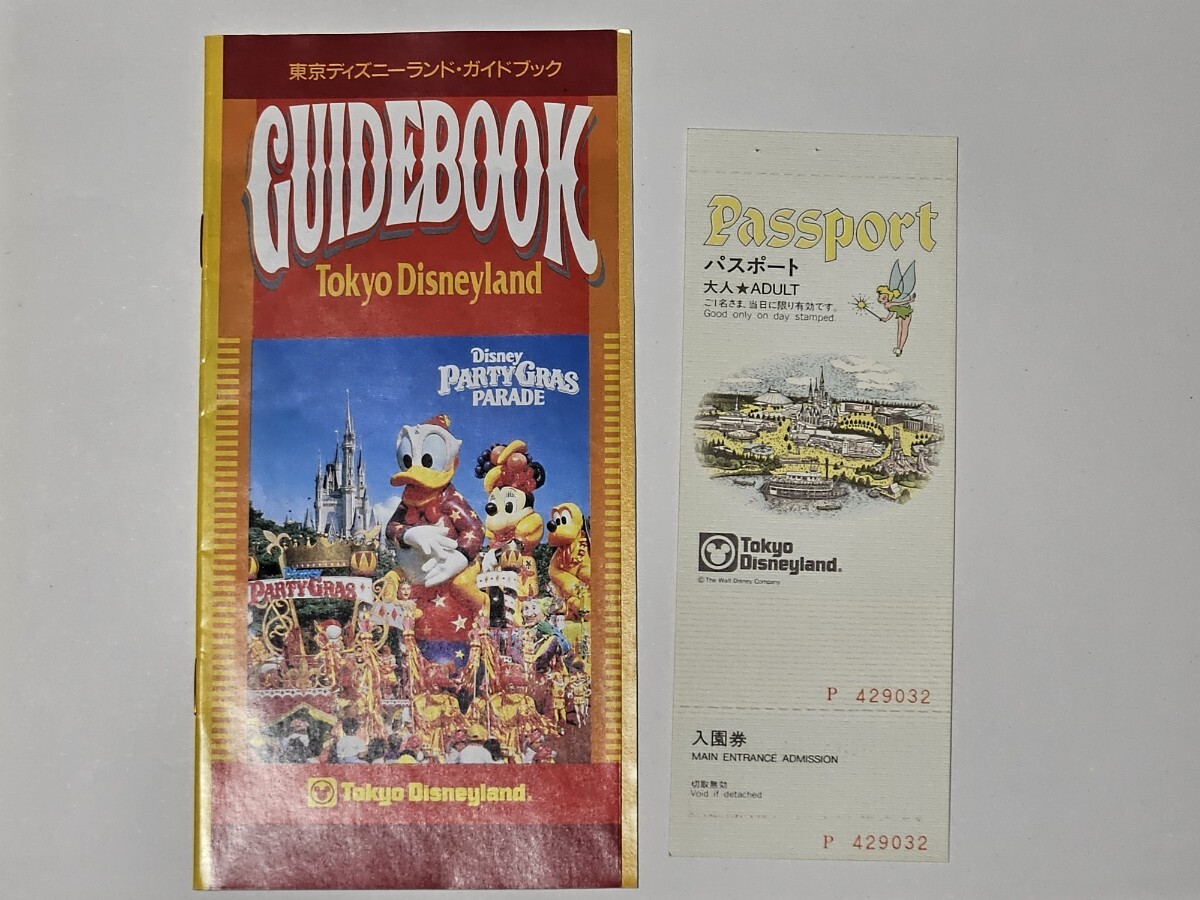 東京ディズニーランド・ガイドブック
GUIDEBOOK
Tokyo Disneyland
Disney
PARTY GRAS
PARADE
PARTY GRAS
Tokyo Disneyland®
Passport
パスポート
大人★ADULT
ご1名さま、当日に限り有効です。
Good only on day stamped.
Tokyo
Disneyland®
© The Walt Disney Company
P 429032
入園券
MAIN ENTRANCE ADMISSION
切取無効
Void if detached
P 429032